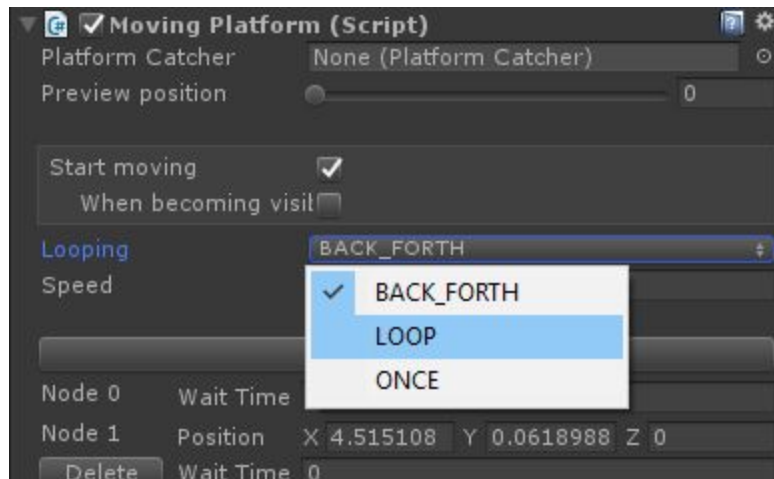 Moving Platform (Script)
Platform Catcher None (Platform Catcher)
Preview position 0
Start moving
When becoming visit
Looping BACK_FORTH
Speed
BACK_FORTH
LOOP
ONCE
Node 0 Wait Time
Node 1 Position X 4.515108 Y 0.0618988 Z 0
Delete Wait Time 0